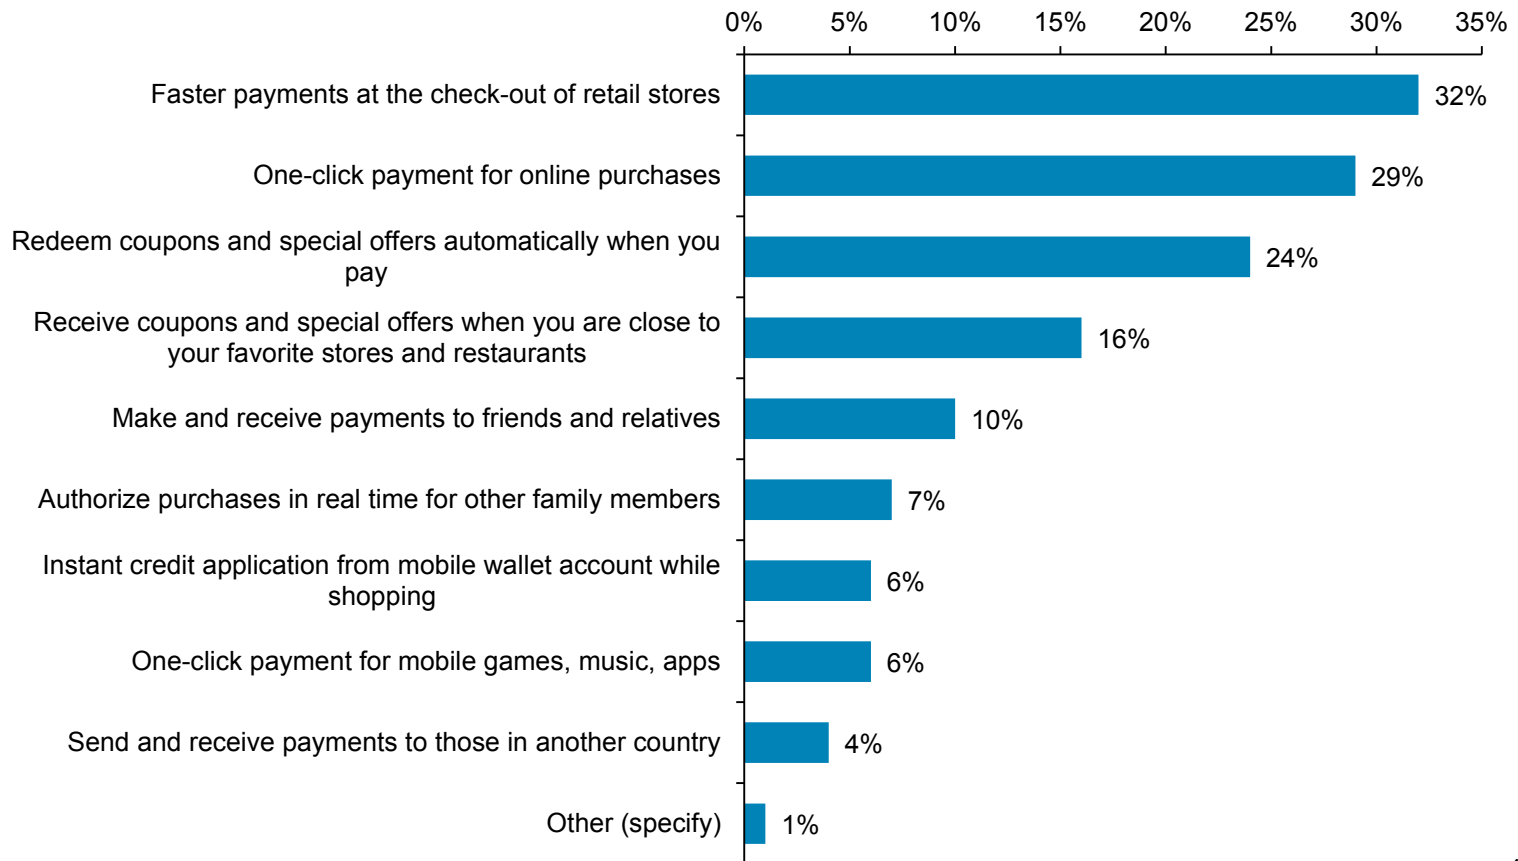 0% 5% 10% 15% 20% 25% 30% 35%
Faster payments at the check-out of retail stores 32%
One-click payment for online purchases 29%
Redeem coupons and special offers automatically when you
pay 24%
Receive coupons and special offers when you are close to
your favorite stores and restaurants 16%
Make and receive payments to friends and relatives 10%
Authorize purchases in real time for other family members 7%
Instant credit application from mobile wallet account while
shopping 6%
One-click payment for mobile games, music, apps 6%
Send and receive payments to those in another country 4%
Other (specify) 1%